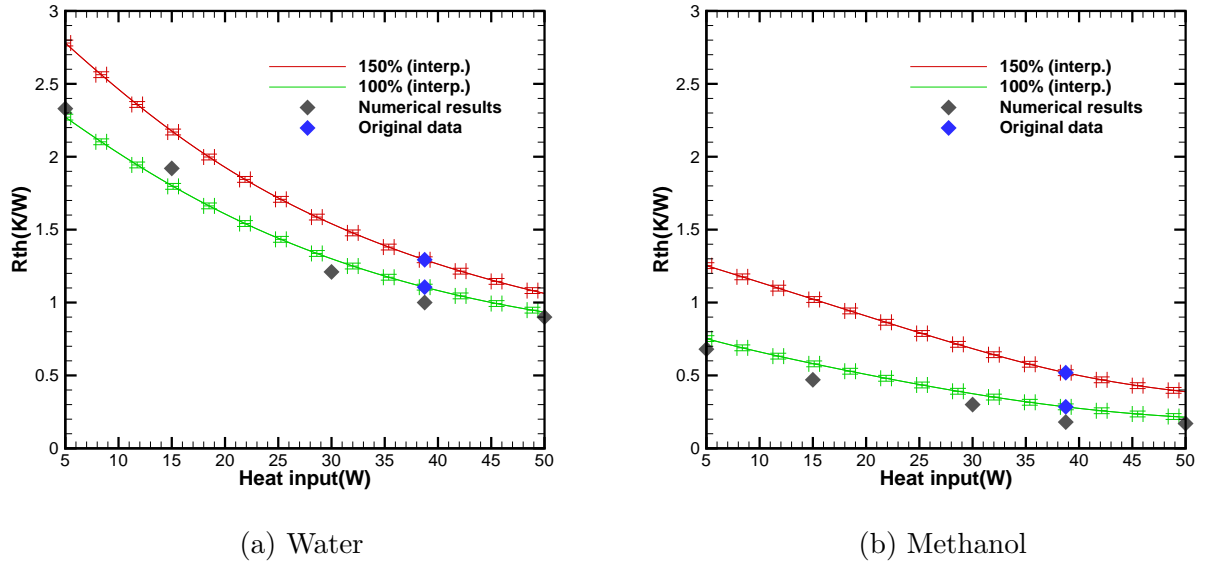 3
2.5
2
1.5
1
0.5
0
Rth(K/W)
150% (interp.)
100% (interp.)
Numerical results
Original data
5 10 15 20 25 30 35 40 45 50
Heat input(W)
(a) Water
3
2.5
2
1.5
1
0.5
0
Rth(K/W)
150% (interp.)
100% (interp.)
Numerical results
Original data
5 10 15 20 25 30 35 40 45 50
Heat input(W)
(b) Methanol